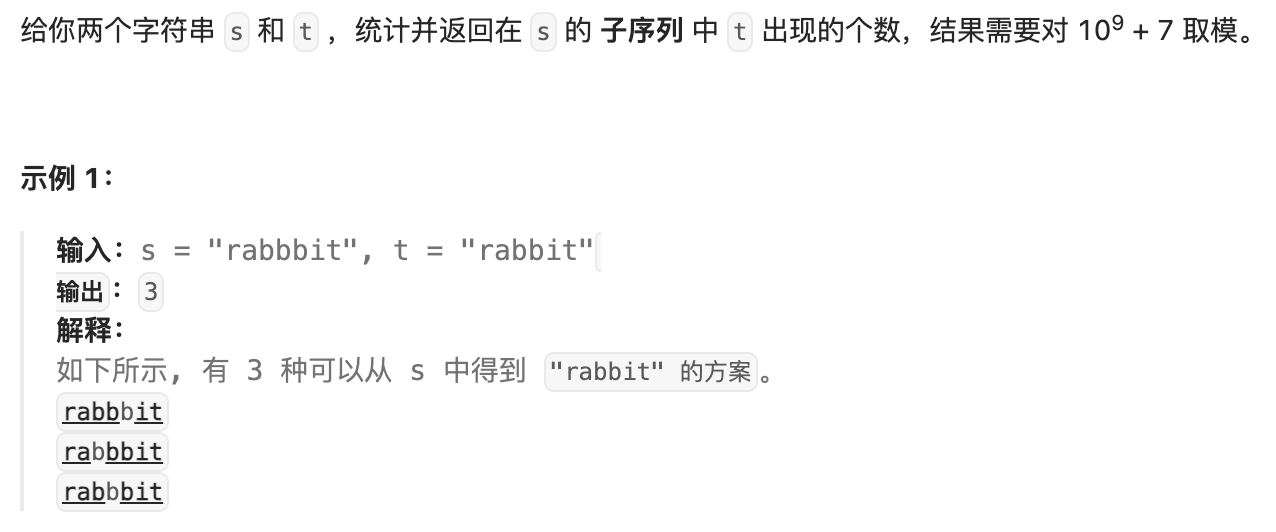 给你两个字符串 s 和 t ，统计并返回在 s 的 子序列 中 t 出现的个数，结果需要对 10⁹ + 7 取模。
示例 1：
输入：s = "rabbbit", t = "rabbit"
输出：3
解释：
如下所示, 有 3 种可以从 s 中得到 "rabbit" 的方案。
rabbbit
rabbbit
rabbbit